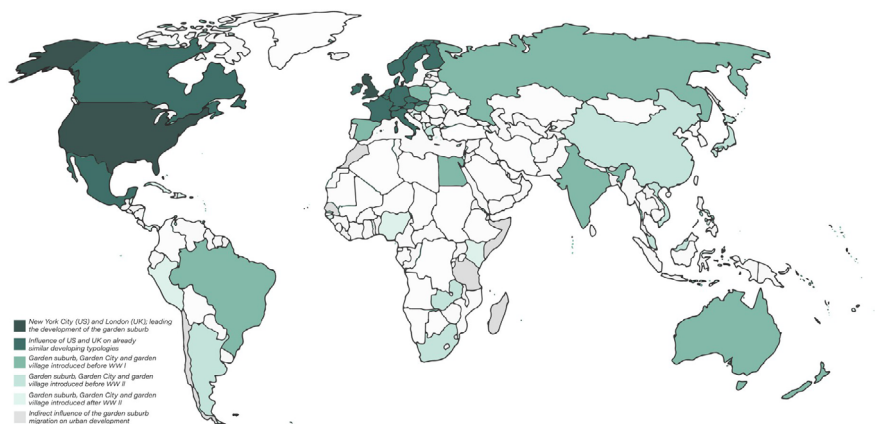 New York City (US) and London (UK); leading
the development of the garden suburb
Influence of US and UK on already
similar developing typologies
Garden suburb, Garden City and garden
village introduced before WW I
Garden suburb, Garden City and garden
village introduced before WW II
Garden suburb, Garden City and garden
village introduced after WW II
Indirect influence of the garden suburb
migration on urban development